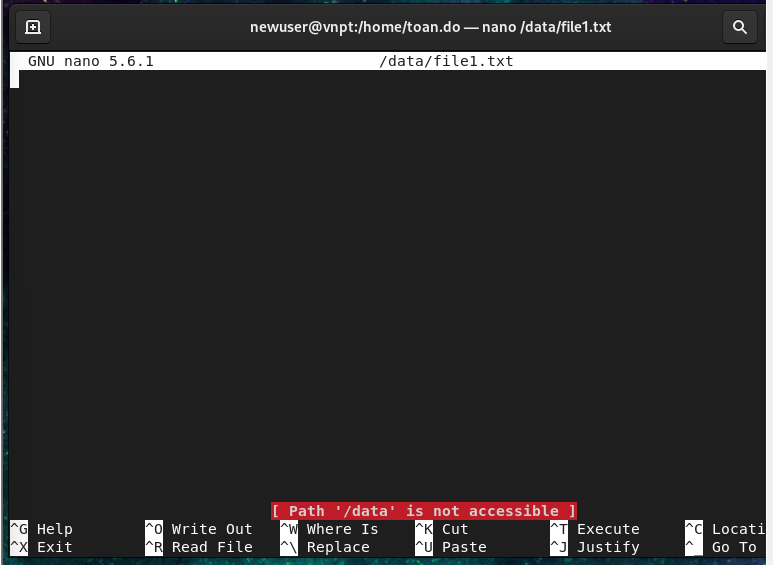 newuser@vnpt:/home/toan.do — nano /data/file1.txt
GNU nano 5.6.1 /data/file1.txt
[ Path '/data' is not accessible ]
^G Help ^O Write Out ^W Where Is ^K Cut ^T Execute ^C Locati
^X Exit ^R Read File ^\ Replace ^U Paste ^J Justify ^_ Go To